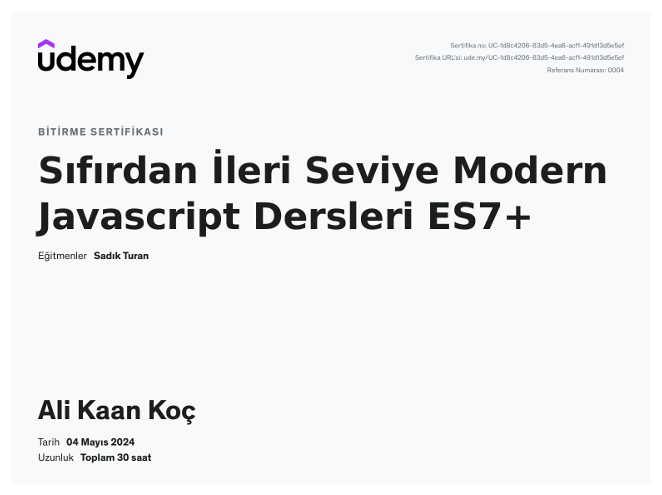 udemy
Sertifika no: UC-1d8c4206-83d5-4ea6-acf1-491d13d5e5ef
Sertifika URL'si: ude.my/UC-1d8c4206-83d5-4ea6-acf1-491d13d5e5ef
Referans Numarası: 0004
BİTİRME SERTİFİKASI
Sıfırdan İleri Seviye Modern
Javascript Dersleri ES7+
Eğitmenler Sadık Turan
Ali Kaan Koç
Tarih 04 Mayıs 2024
Uzunluk Toplam 30 saat